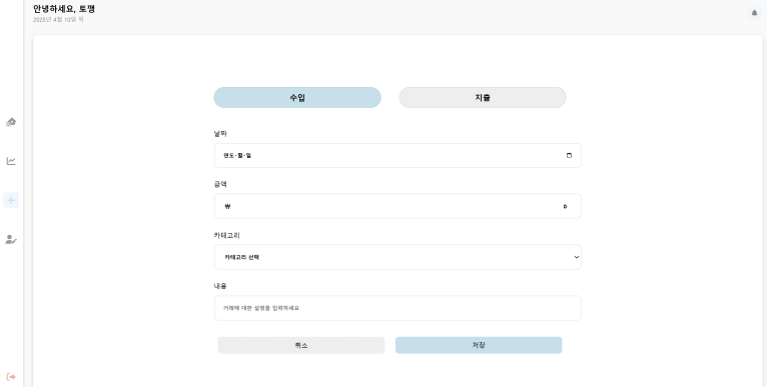 안녕하세요, 토깽
2025년 4월 10일 목
수입
지출
날짜
연도-월-일
금액
₩ 0
카테고리
카테고리 선택
내용
거래에 대한 설명을 입력하세요
취소
저장